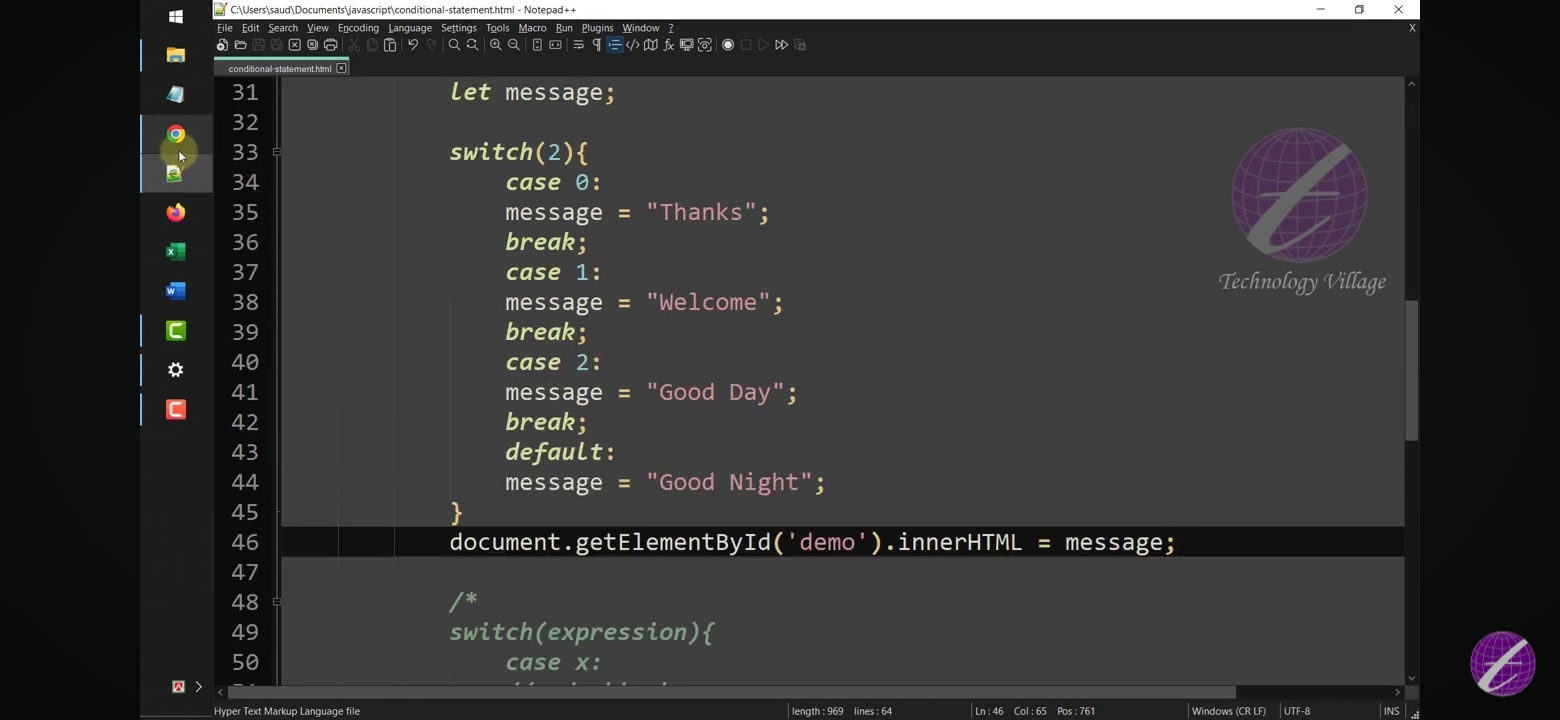 C:\Users\saud\Documents\javascript\conditional-statement.html - Notepad++
File Edit Search View Encoding Language Settings Tools Macro Run Plugins Window ? X
conditional-statement.html
31 let message;
32
33 switch(2){
34 case 0:
35 message = "Thanks";
36 break;
37 case 1:
38 message = "Welcome";
39 break;
40 case 2:
41 message = "Good Day";
42 break;
43 default:
44 message = "Good Night";
45 }
46 document.getElementById('demo').innerHTML = message;
47
48 /*
49 switch(expression){
50 case x:
Technology Village
Hyper Text Markup Language file length : 969 lines : 64 Ln : 46 Col : 65 Pos : 761 Windows (CR LF) UTF-8 INS